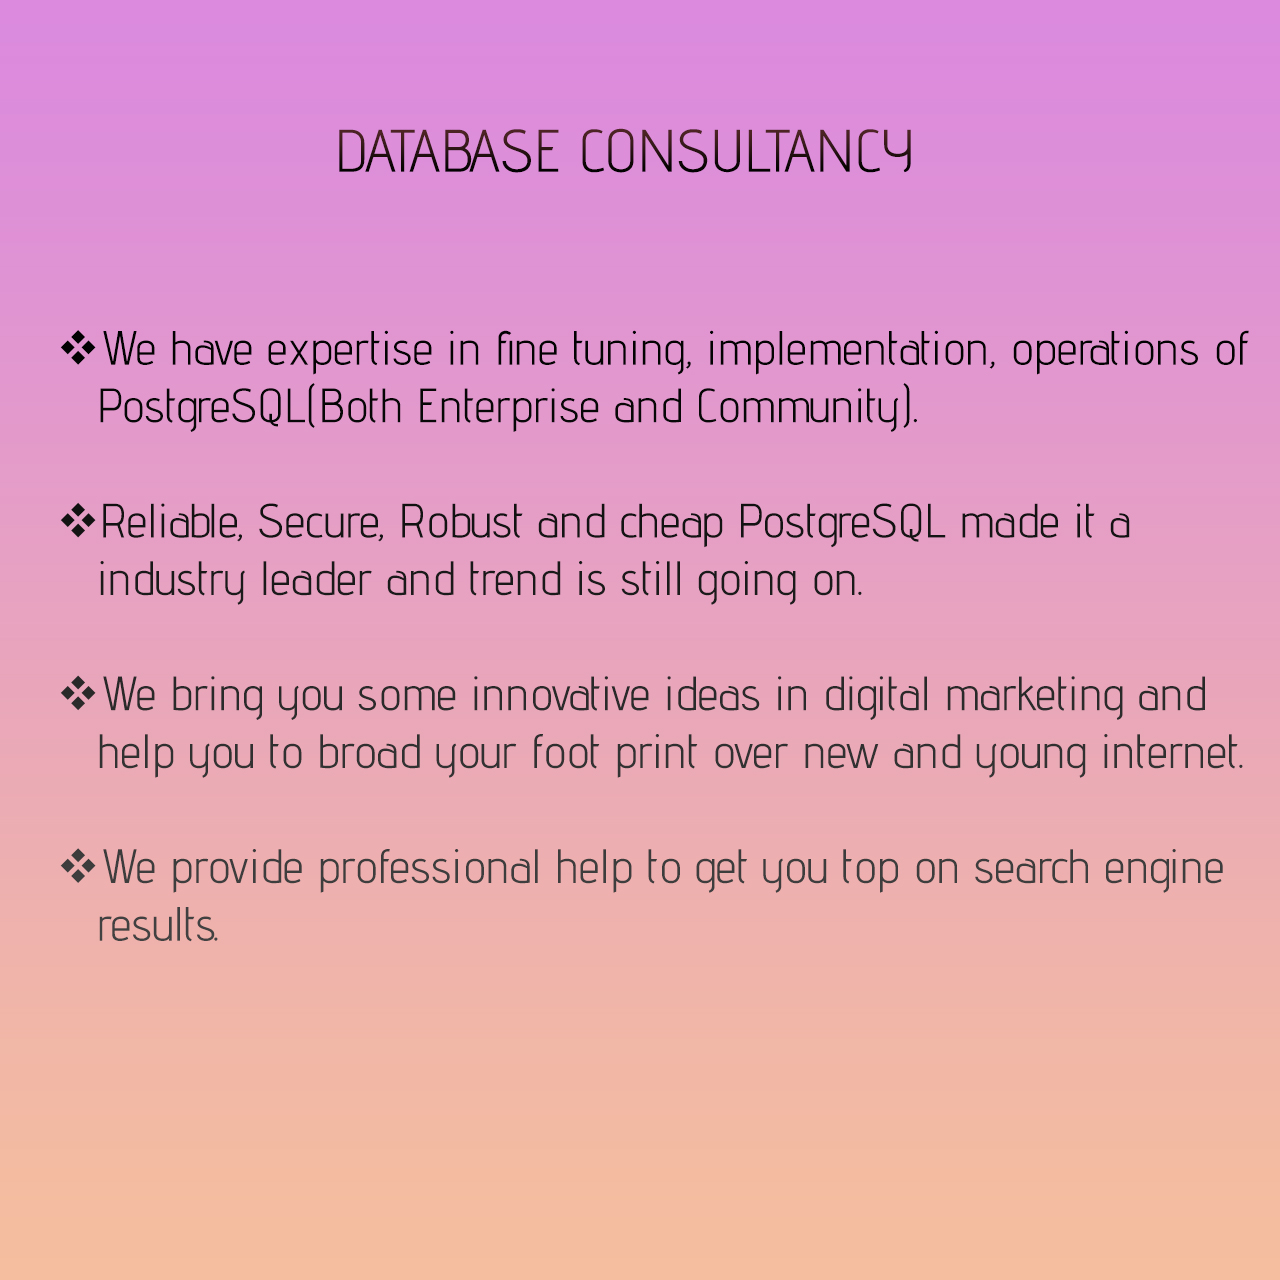 DATABASE CONSULTANCY
❖We have expertise in fine tuning, implementation, operations of
PostgreSQL(Both Enterprise and Community).
❖Reliable, Secure, Robust and cheap PostgreSQL made it a
industry leader and trend is still going on.
❖We bring you some innovative ideas in digital marketing and
help you to broad your foot print over new and young internet.
❖We provide professional help to get you top on search engine
results.